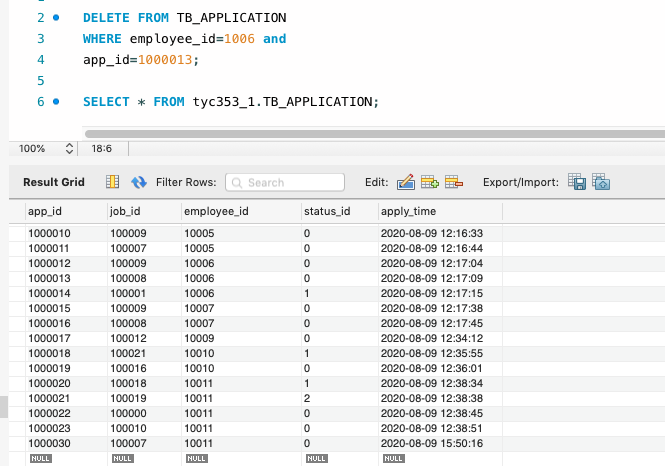 2 DELETE FROM TB_APPLICATION
3 WHERE employee_id=1006 and
4 app_id=1000013;
5
6 SELECT * FROM tyc353_1.TB_APPLICATION;
100% 18:6
Result Grid Filter Rows: Search Edit: Export/Import:
app_id job_id employee_id status_id apply_time
1000010 100009 10005 0 2020-08-09 12:16:33
1000011 100007 10005 0 2020-08-09 12:16:44
1000012 100009 10006 0 2020-08-09 12:17:04
1000013 100008 10006 0 2020-08-09 12:17:09
1000014 100001 10006 1 2020-08-09 12:17:15
1000015 100009 10007 0 2020-08-09 12:17:38
1000016 100008 10007 0 2020-08-09 12:17:45
1000017 100012 10009 0 2020-08-09 12:34:12
1000018 100021 10010 1 2020-08-09 12:35:55
1000019 100016 10010 0 2020-08-09 12:36:01
1000020 100018 10011 1 2020-08-09 12:38:34
1000021 100019 10011 2 2020-08-09 12:38:38
1000022 100000 10011 0 2020-08-09 12:38:45
1000023 100010 10011 0 2020-08-09 12:38:51
1000030 100007 10011 0 2020-08-09 15:50:16
NULL NULL NULL NULL NULL